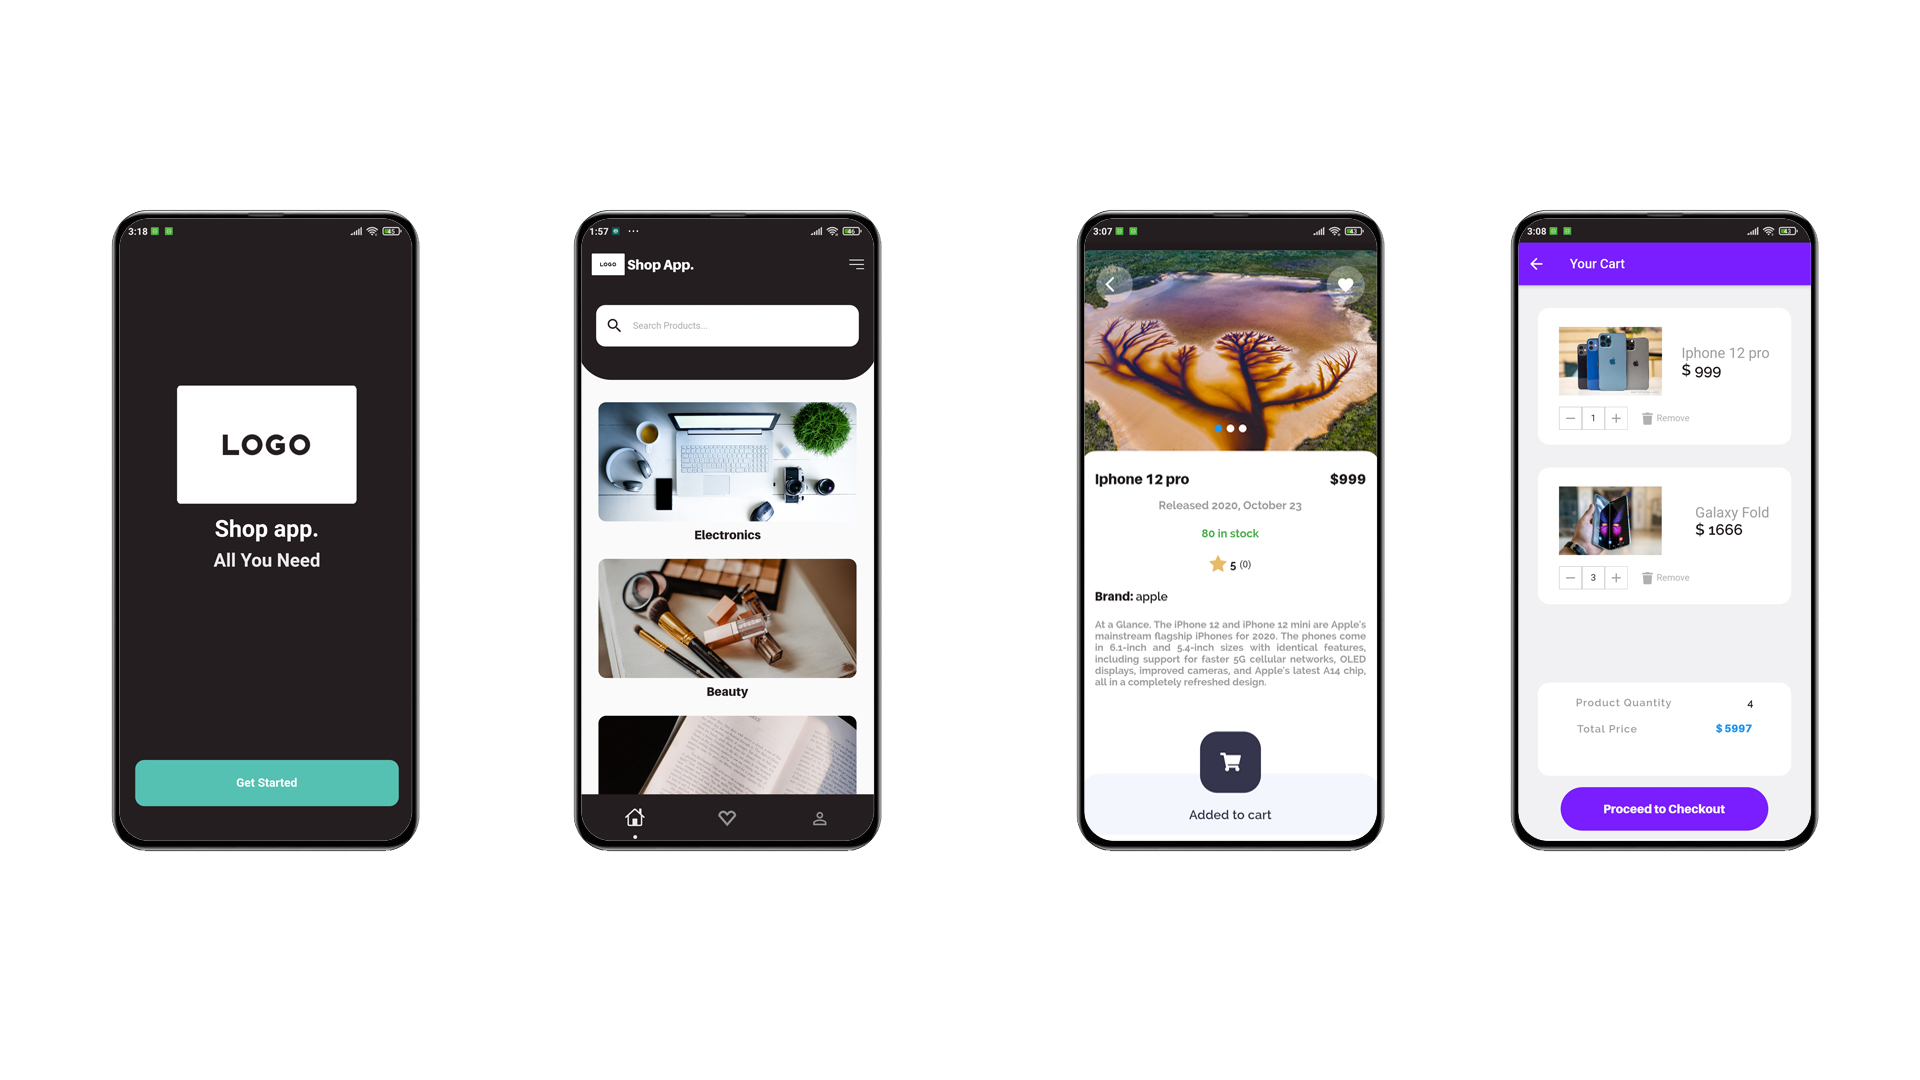 3:18
45
LOGO
Shop app.
All You Need
Get Started
1:57
46
LOGO
Shop App.
Search Products...
Electronics
Beauty
3:07
43
Iphone 12 pro
$999
Released 2020, October 23
80 in stock
5 (0)
Brand: apple
At a Glance. The iPhone 12 and iPhone 12 mini are Apple's
mainstream flagship iPhones for 2020. The phones come
in 6.1-inch and 5.4-inch sizes with identical features,
including support for faster 5G cellular networks, OLED
displays, improved cameras, and Apple's latest A14 chip,
all in a completely refreshed design.
Added to cart
3:08
43
Your Cart
Iphone 12 pro
$ 999
1
Remove
Galaxy Fold
$ 1666
3
Remove
Product Quantity
4
Total Price
$ 5997
Proceed to Checkout